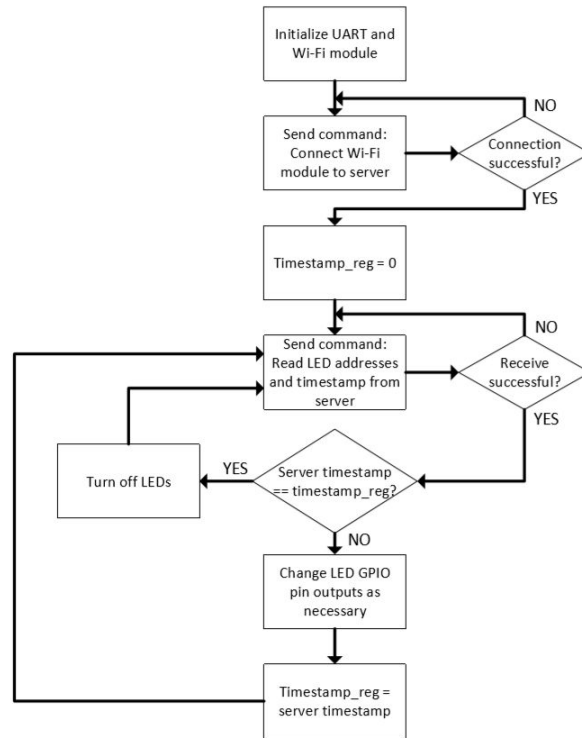 Initialize UART and
Wi-Fi module
NO
Send command:
Connect Wi-Fi
module to server
Connection
successful?
YES
Timestamp_reg = 0
NO
Send command:
Read LED addresses
and timestamp from
server
Receive
successful?
YES
Turn off LEDs
YES
Server timestamp
== timestamp_reg?
NO
Change LED GPIO
pin outputs as
necessary
Timestamp_reg =
server timestamp